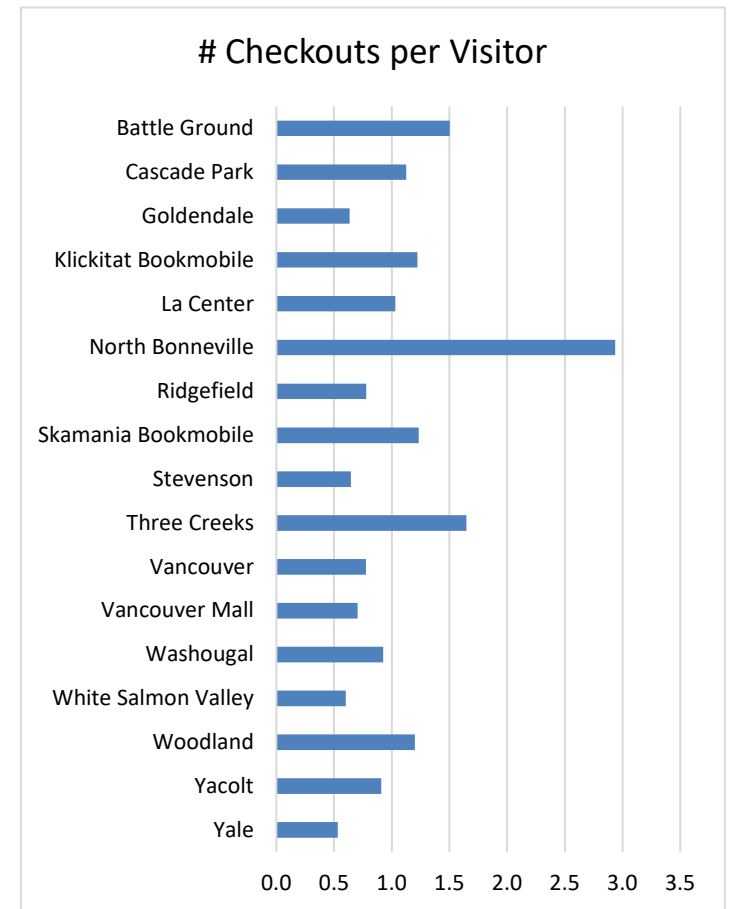 # Checkouts per Visitor
Battle Ground
Cascade Park
Goldendale
Klickitat Bookmobile
La Center
North Bonneville
Ridgefield
Skamania Bookmobile
Stevenson
Three Creeks
Vancouver
Vancouver Mall
Washougal
White Salmon Valley
Woodland
Yacolt
Yale
0.0 0.5 1.0 1.5 2.0 2.5 3.0 3.5